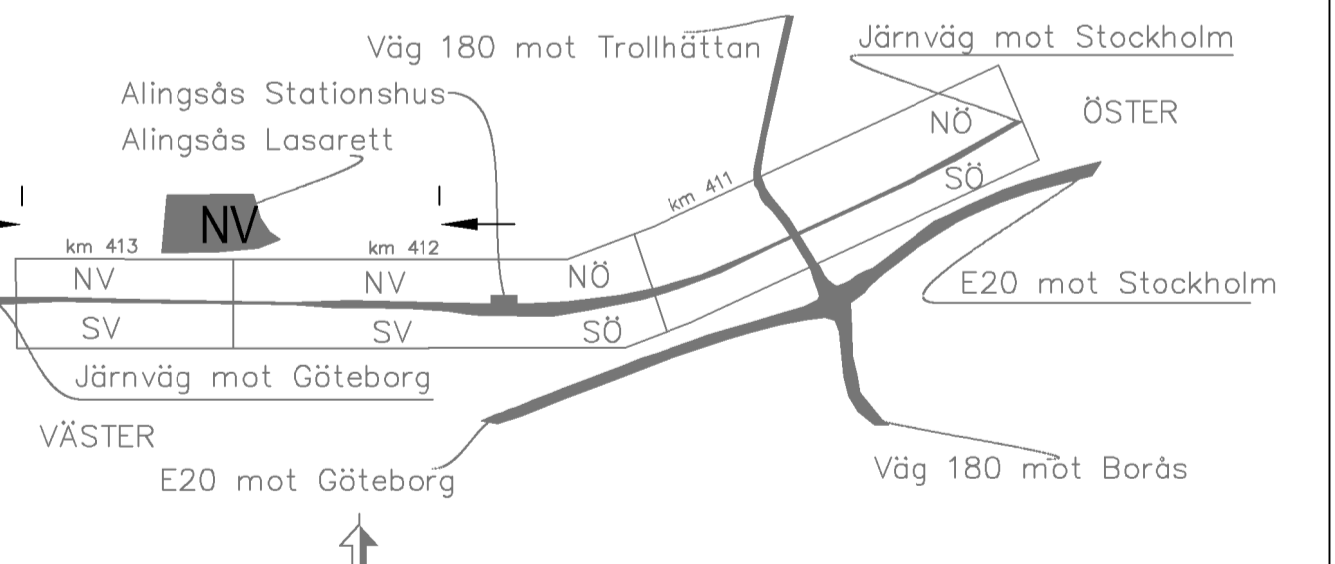 Väg 180 mot Trollhättan
Järnväg mot Stockholm
Alingsås Stationshus
Alingsås Lasarett
NÖ
ÖSTER
SÖ
km 411
NV
km 413
km 412
NV
NV
NÖ
E20 mot Stockholm
SV
SV
SÖ
Järnväg mot Göteborg
VÄSTER
E20 mot Göteborg
Väg 180 mot Borås